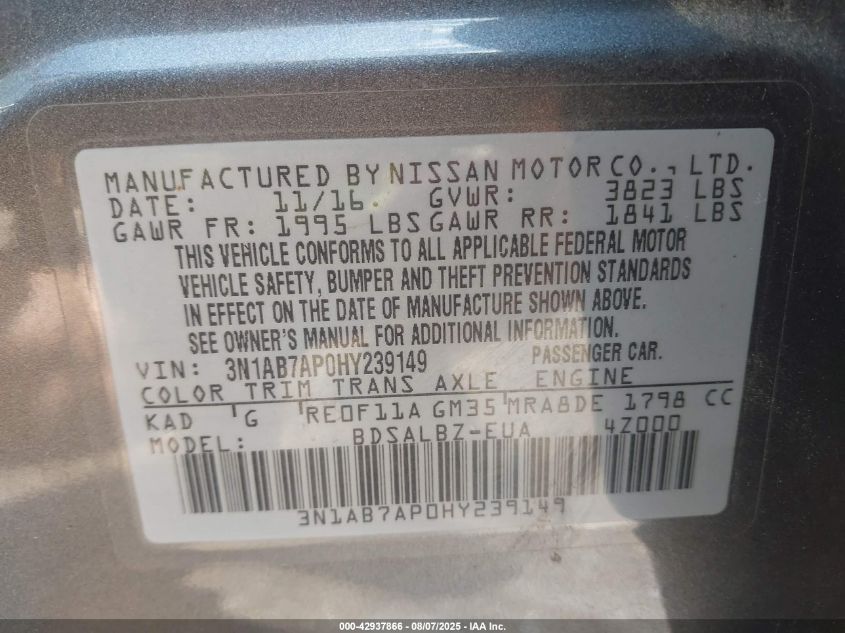 MANUFACTURED BY NISSAN MOTOR CO., LTD.
DATE: 11/16 GVWR: 3823 LBS
GAWR FR: 1995 LBS GAWR RR: 1841 LBS
THIS VEHICLE CONFORMS TO ALL APPLICABLE FEDERAL MOTOR
VEHICLE SAFETY, BUMPER AND THEFT PREVENTION STANDARDS
IN EFFECT ON THE DATE OF MANUFACTURE SHOWN ABOVE.
SEE OWNER'S MANUAL FOR ADDITIONAL INFORMATION.
VIN: 3N1AB7AP0HY239149 PASSENGER CAR.
COLOR TRIM TRANS AXLE ENGINE
KAD G RE0F11A GM35 MRA8DE 1798 CC
MODEL: BDSALBZ-EUA 4Z000
3N1AB7AP0HY239149
000-42937866 - 08/07/2025 - IAA Inc.